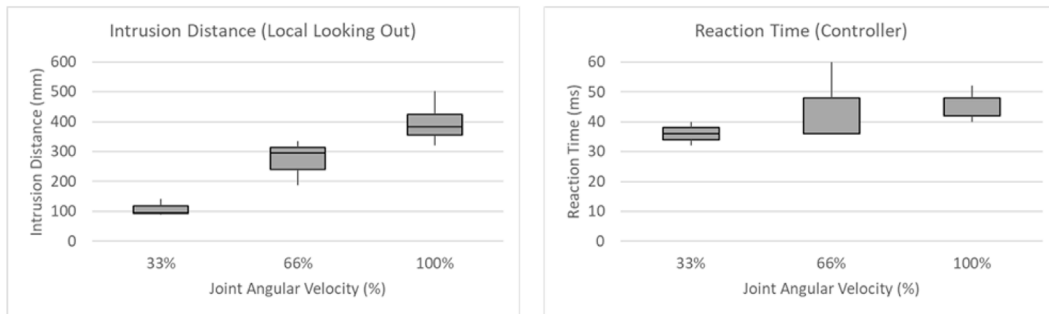 Intrusion Distance (Local Looking Out)
Intrusion Distance (mm)
600
500
400
300
200
100
0
33% 66% 100%
Joint Angular Velocity (%)
Reaction Time (Controller)
Reaction Time (ms)
60
50
40
30
20
10
0
33% 66% 100%
Joint Angular Velocity (%)